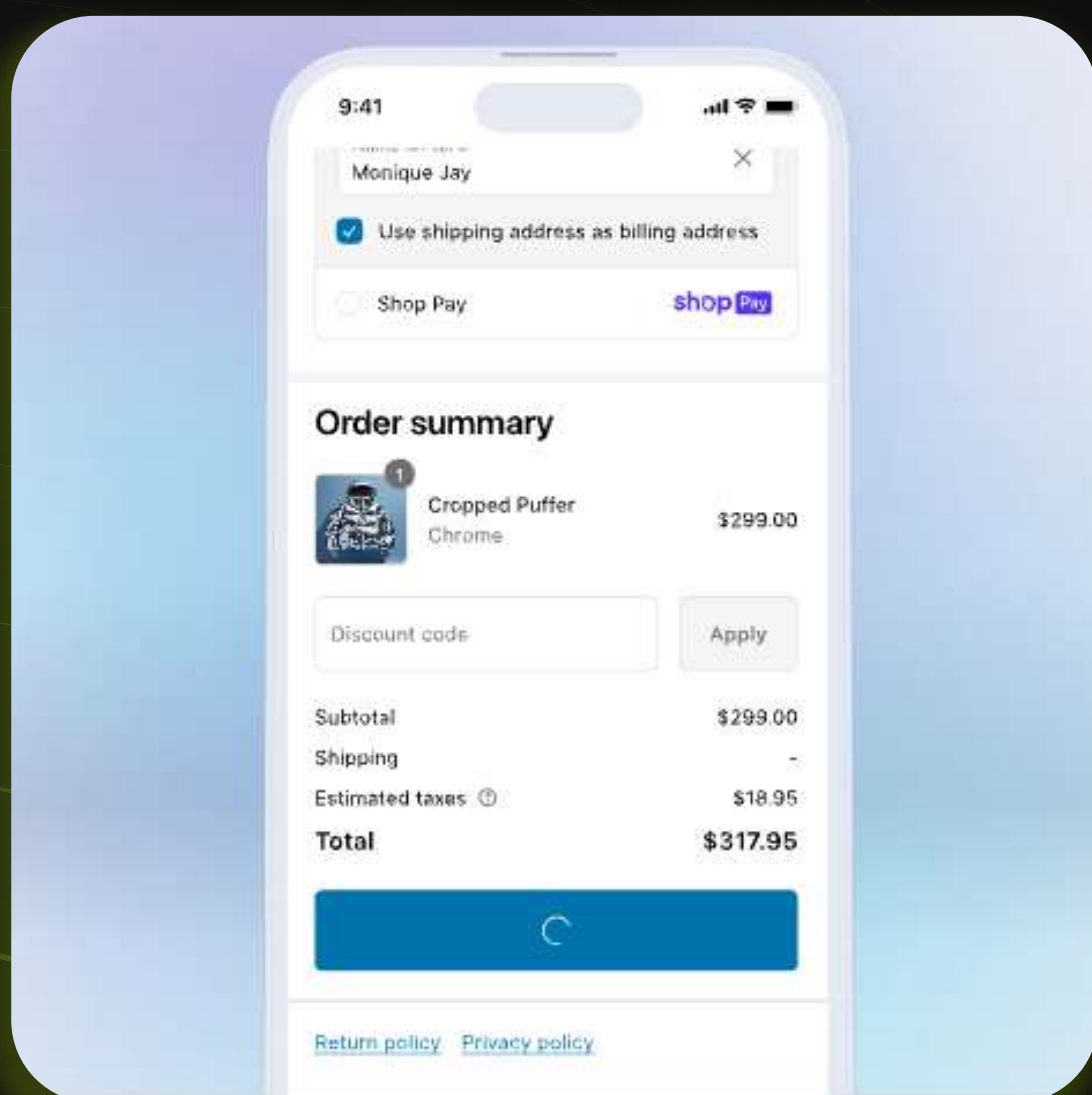 9:41
Monique Jay
Use shipping address as billing address
Shop Pay
shop Pay
Order summary
1
Cropped Puffer
$299.00
Chrome
Discount code
Apply
Subtotal
$299.00
Shipping
-
Estimated taxes
$18.95
Total
$317.95
Return policy Privacy policy